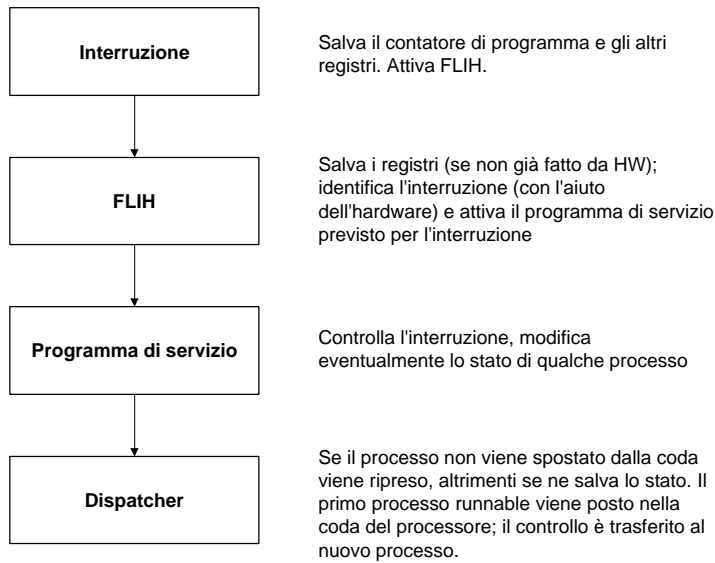 Interruzione
Salva il contatore di programma e gli altri
registri. Attiva FLIH.
FLIH
Salva i registri (se non già fatto da HW);
identifica l'interruzione (con l'aiuto
dell'hardware) e attiva il programma di servizio
previsto per l'interruzione
Programma di servizio
Controlla l'interruzione, modifica
eventualmente lo stato di qualche processo
Dispatcher
Se il processo non viene spostato dalla coda
viene ripreso, altrimenti se ne salva lo stato. Il
primo processo runnable viene posto nella
coda del processore; il controllo è trasferito al
nuovo processo.